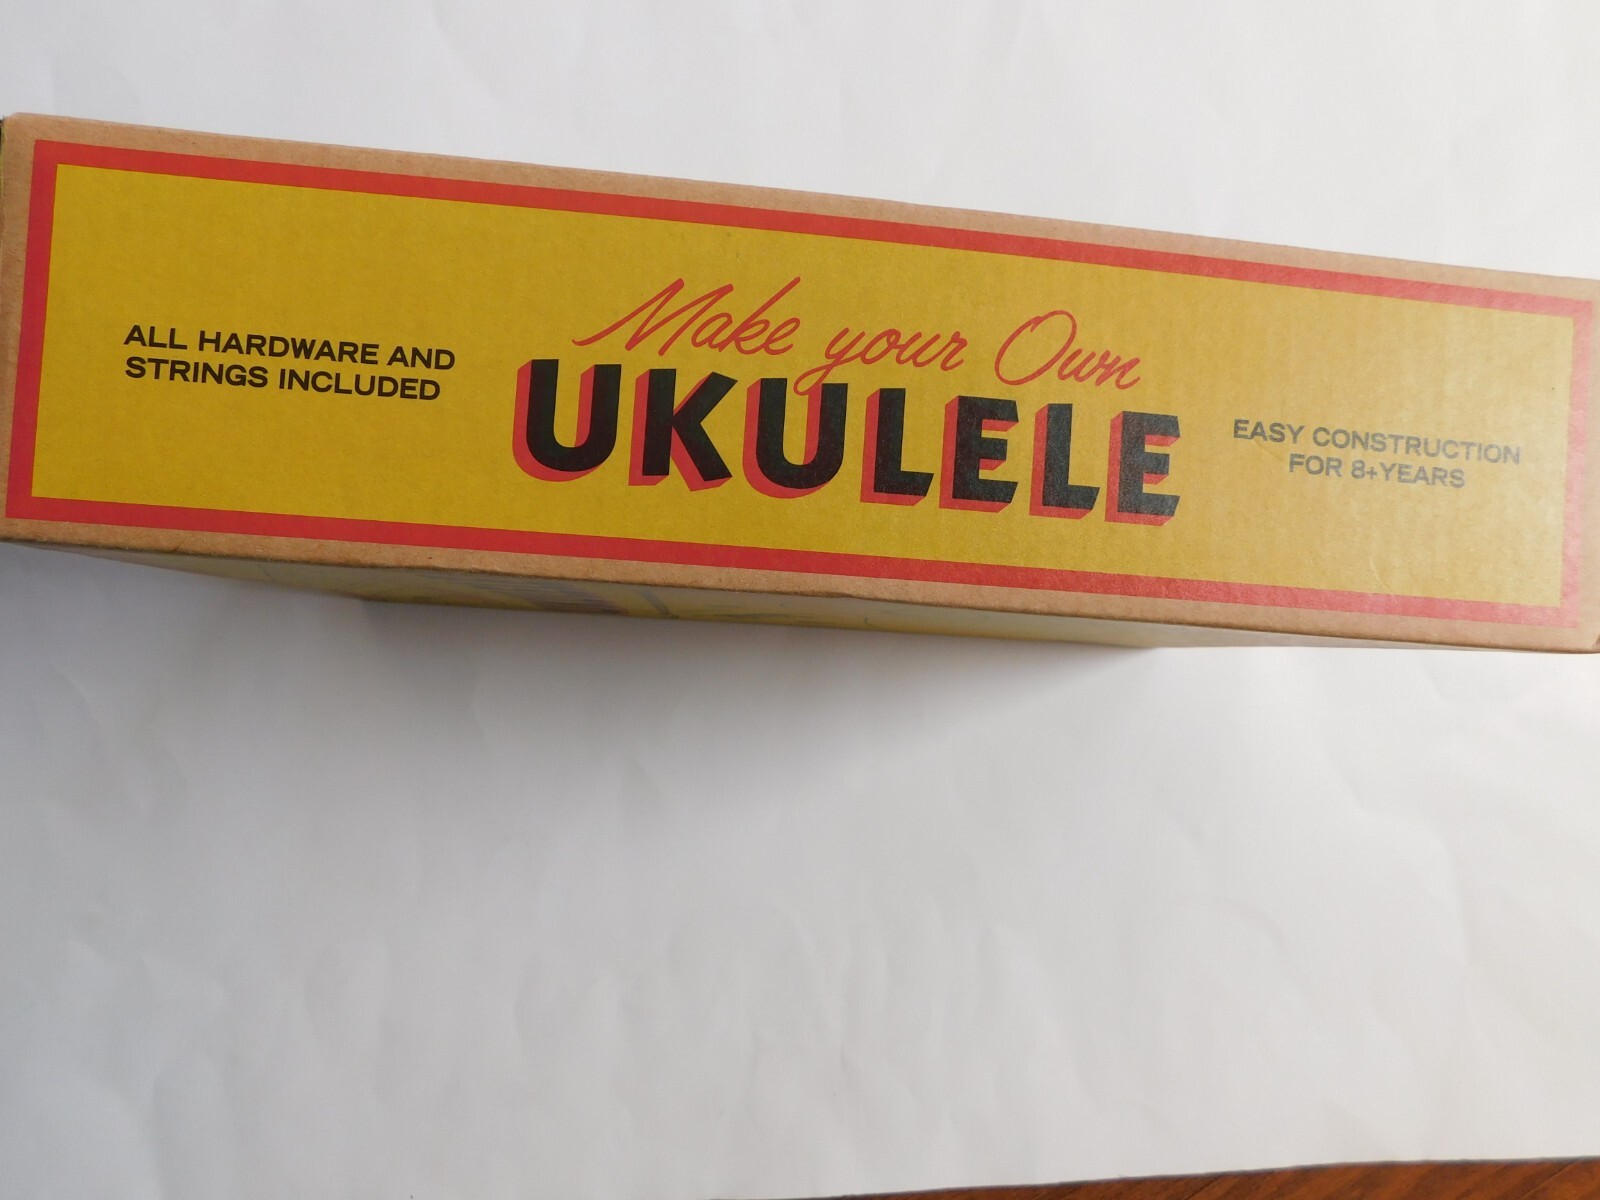 ALL HARDWARE AND
STRINGS INCLUDED
Make your Own
UKULELE
EASY CONSTRUCTION
FOR 8+YEARS